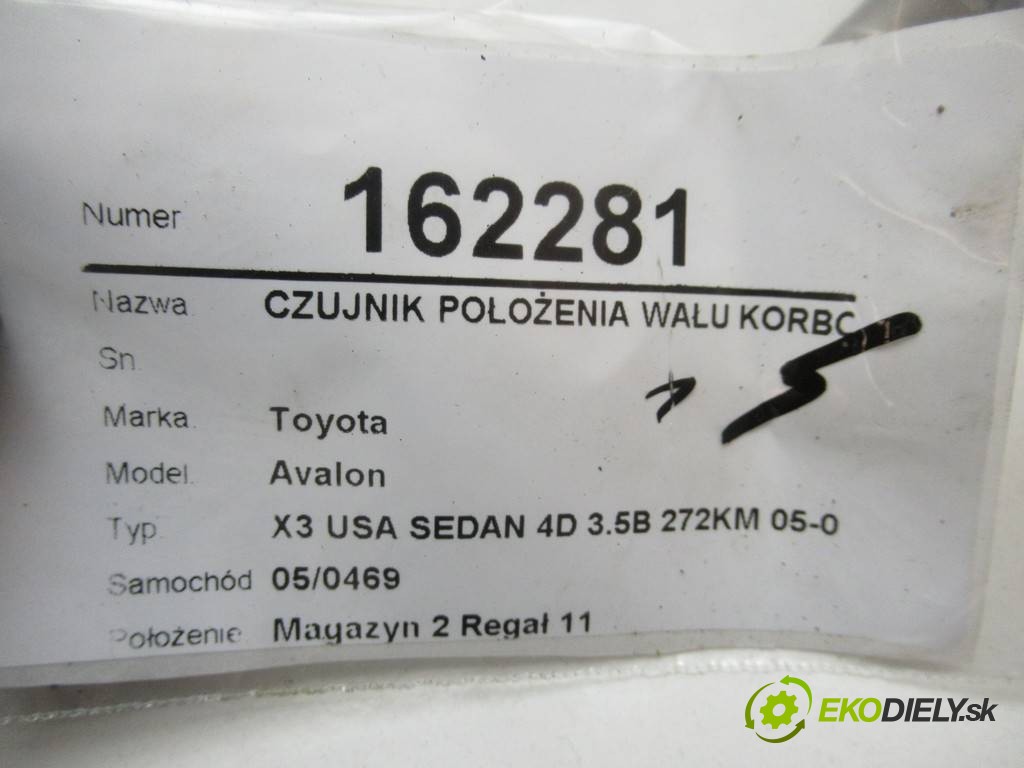 Numer 162281
Nazwa CZUJNIK POŁOŻENIA WAŁU KORBO
Sn.
Marka. Toyota
Model. Avalon
Typ. X3 USA SEDAN 4D 3.5B 272KM 05-0
Samochód 05/0469
Położenie Magazyn 2 Regał 11
EKODIELY.sk